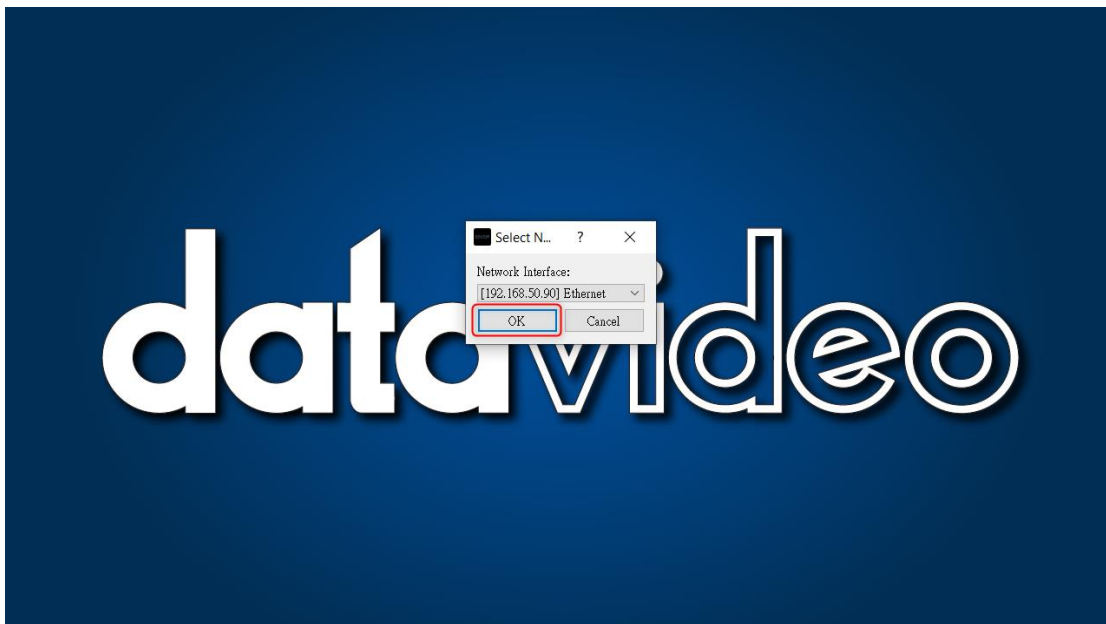 Select N... ? ×
Network Interface:
[192.168.50.90] Ethernet
OK Cancel
datavideo